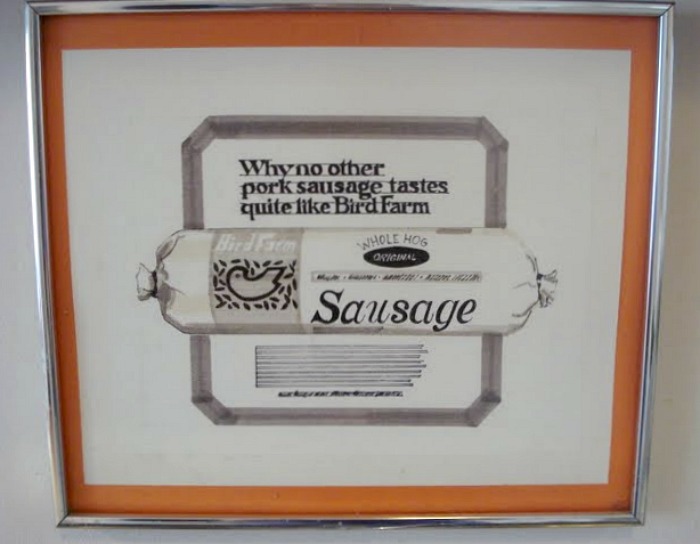 Why no other
pork sausage tastes
quite like Bird Farm
Bird Farm
WHOLE HOG
ORIGINAL
Sausage